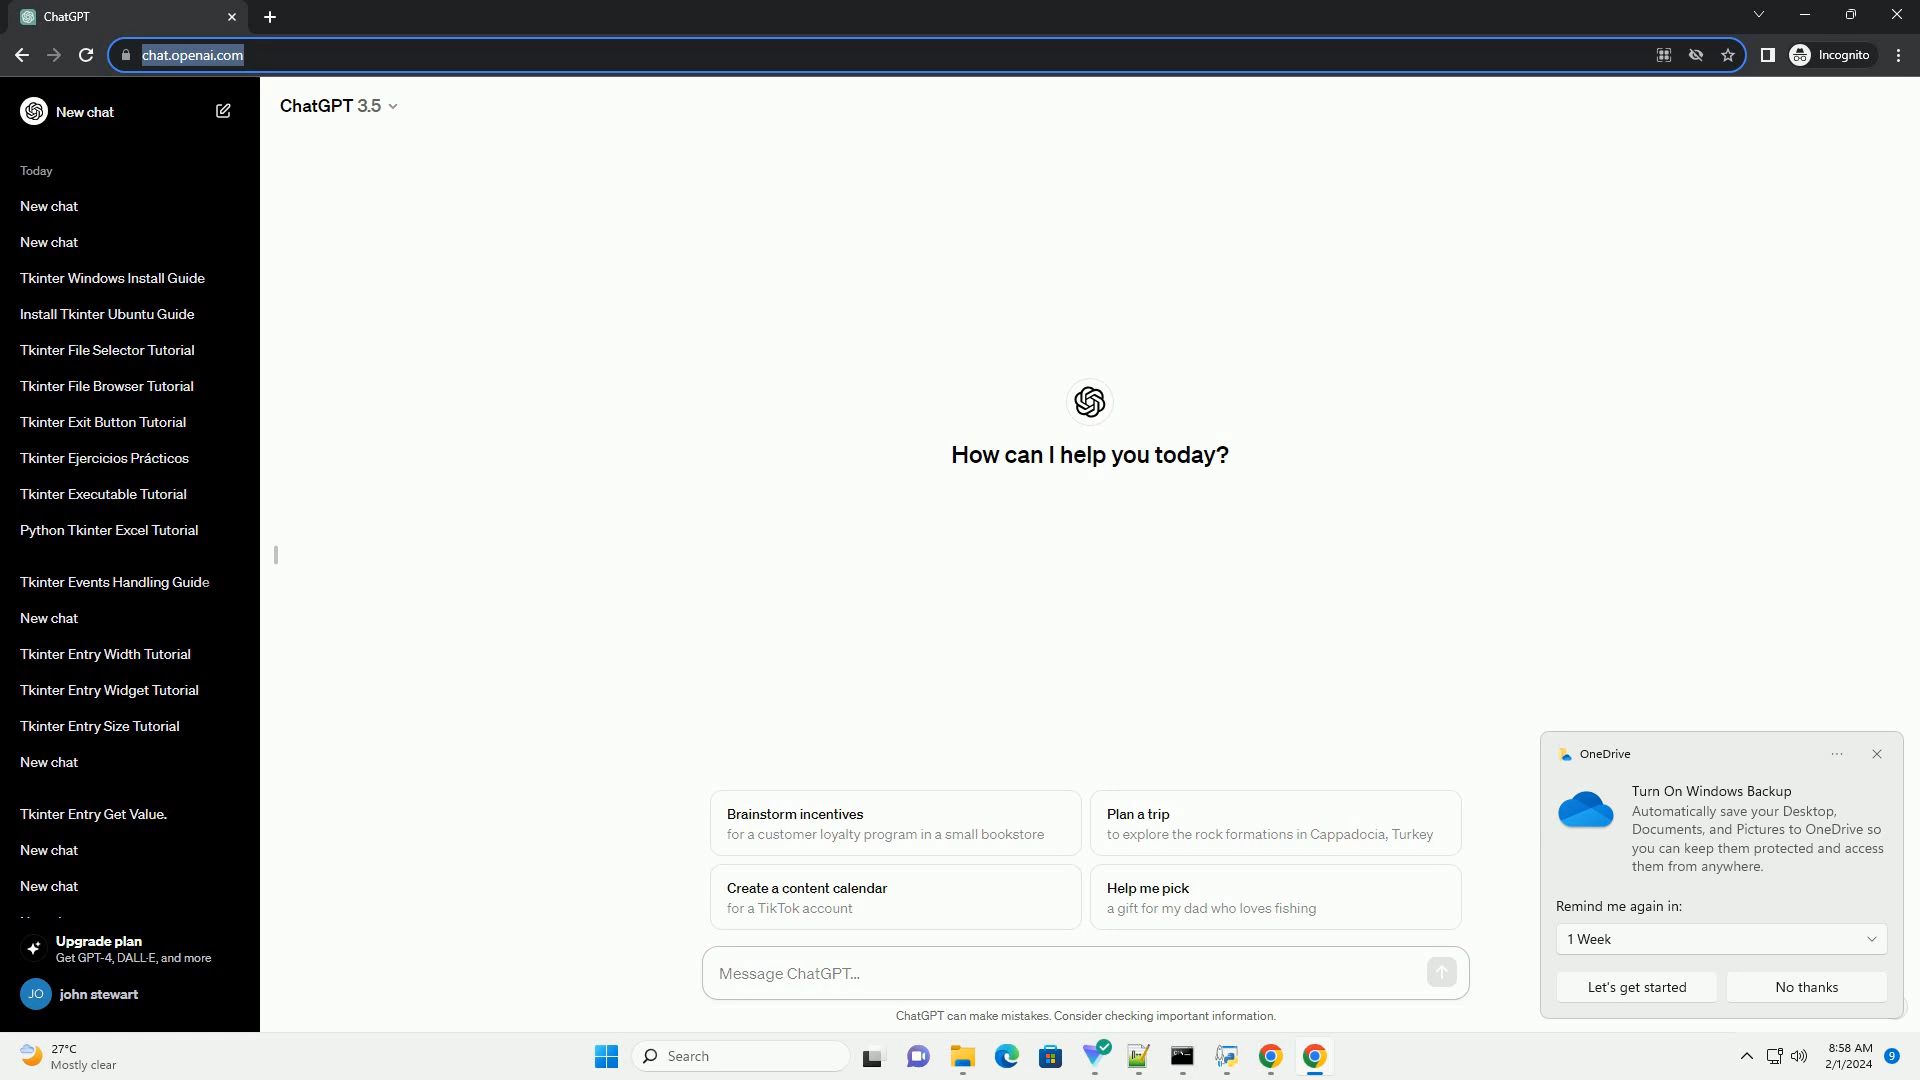 ChatGPT
chat.openai.com
Incognito
New chat
ChatGPT 3.5
Today
New chat
New chat
Tkinter Windows Install Guide
Install Tkinter Ubuntu Guide
Tkinter File Selector Tutorial
Tkinter File Browser Tutorial
Tkinter Exit Button Tutorial
Tkinter Ejercicios Prácticos
Tkinter Executable Tutorial
Python Tkinter Excel Tutorial
Tkinter Events Handling Guide
New chat
Tkinter Entry Width Tutorial
Tkinter Entry Widget Tutorial
Tkinter Entry Size Tutorial
New chat
Tkinter Entry Get Value.
New chat
New chat
Upgrade plan
Get GPT-4, DALL·E, and more
JO
john stewart
How can I help you today?
Brainstorm incentives
for a customer loyalty program in a small bookstore
Plan a trip
to explore the rock formations in Cappadocia, Turkey
Create a content calendar
for a TikTok account
Help me pick
a gift for my dad who loves fishing
Message ChatGPT...
ChatGPT can make mistakes. Consider checking important information.
OneDrive
Turn On Windows Backup
Automatically save your Desktop,
Documents, and Pictures to OneDrive so
you can keep them protected and access
them from anywhere.
Remind me again in:
1 Week
Let's get started
No thanks
27°C
Mostly clear
Search
8:58 AM
2/1/2024
9